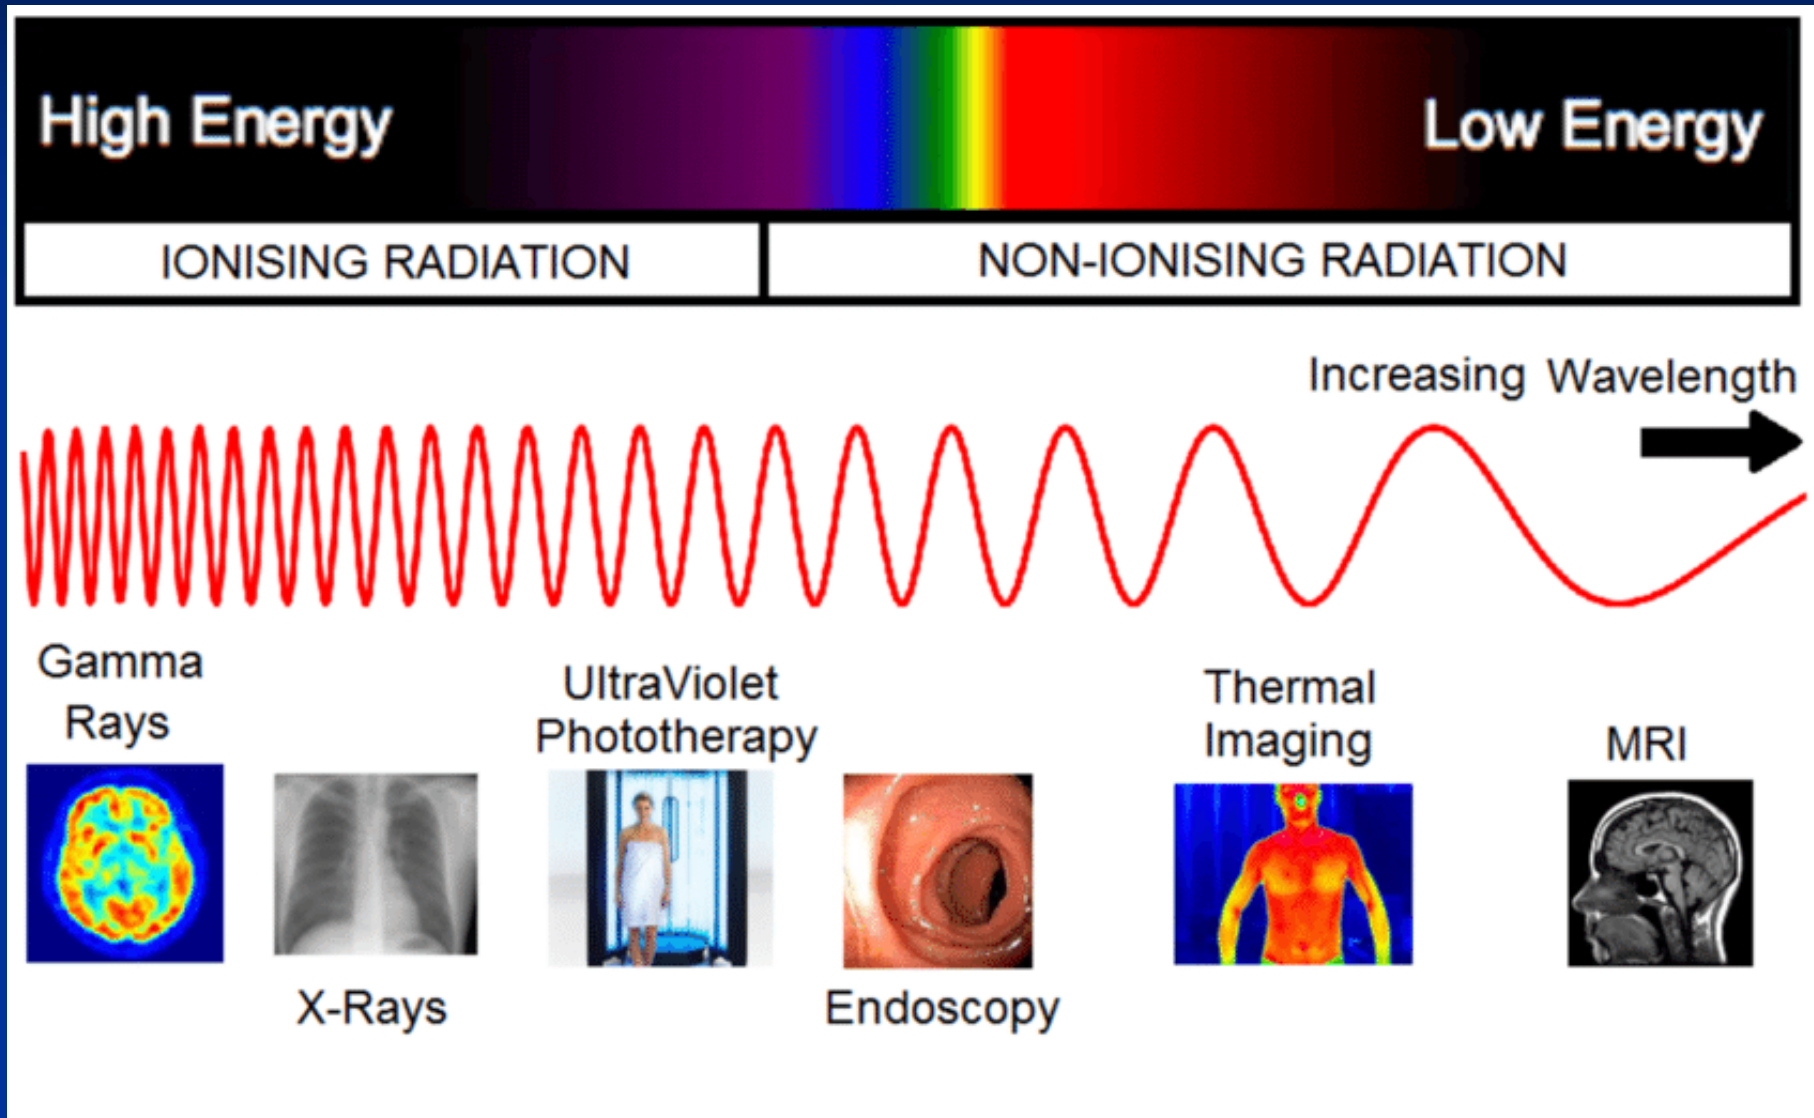 High Energy
Low Energy
IONISING RADIATION
NON-IONISING RADIATION
Increasing Wavelength
Gamma
Rays
X-Rays
UltraViolet
Phototherapy
Endoscopy
Thermal
Imaging
MRI